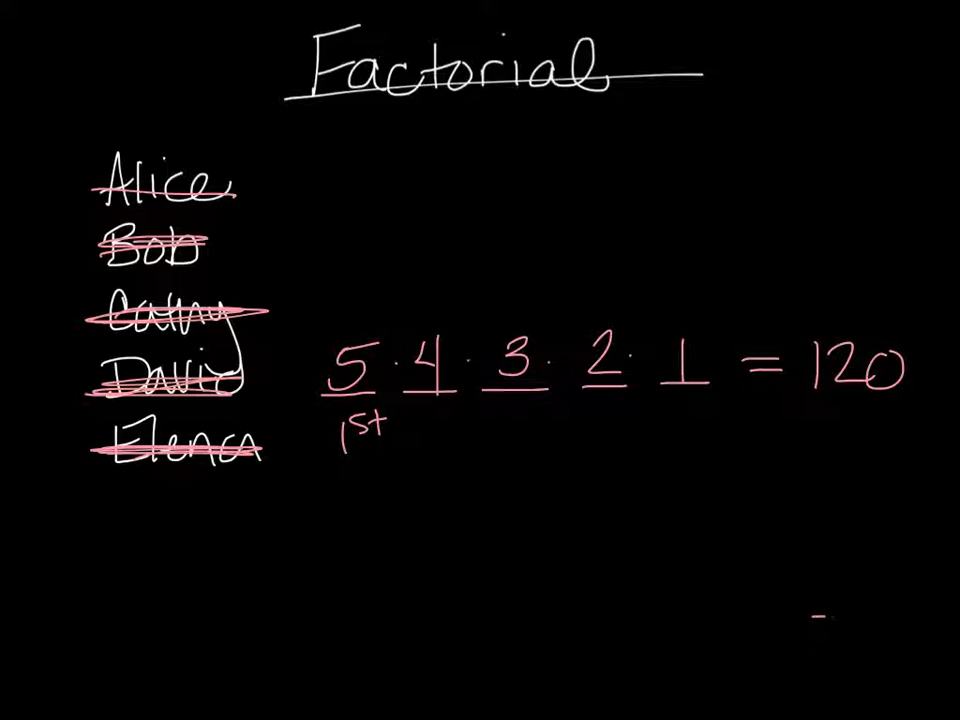 Factorial
Alice
Bob
Cathy
David
Elena
5 · 4 · 3 · 2 · 1 = 120
1st